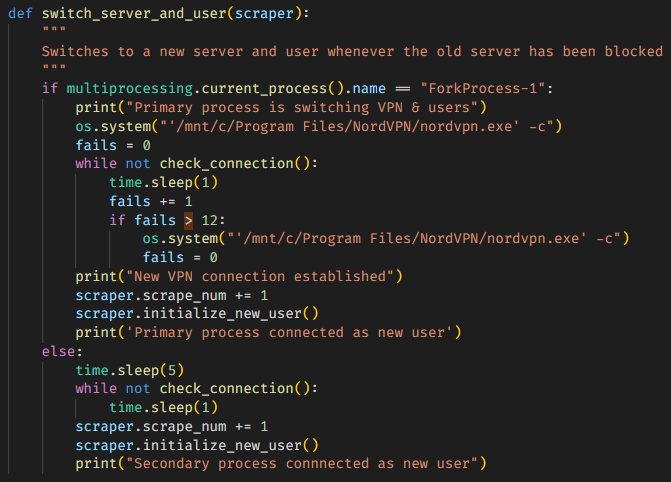 def switch_server_and_user(scraper):
    """
    Switches to a new server and user whenever the old server has been blocked
    """
    if multiprocessing.current_process().name == "ForkProcess-1":
        print("Primary process is switching VPN & users")
        os.system("'/mnt/c/Program Files/NordVPN/nordvpn.exe' -c")
        fails = 0
        while not check_connection():
            time.sleep(1)
            fails += 1
            if fails > 12:
                os.system("'/mnt/c/Program Files/NordVPN/nordvpn.exe' -c")
                fails = 0
        print("New VPN connection established")
        scraper.scrape_num += 1
        scraper.initialize_new_user()
        print('Primary process connected as new user')
    else:
        time.sleep(5)
        while not check_connection():
            time.sleep(1)
        scraper.scrape_num += 1
        scraper.initialize_new_user()
        print("Secondary process connnected as new user")